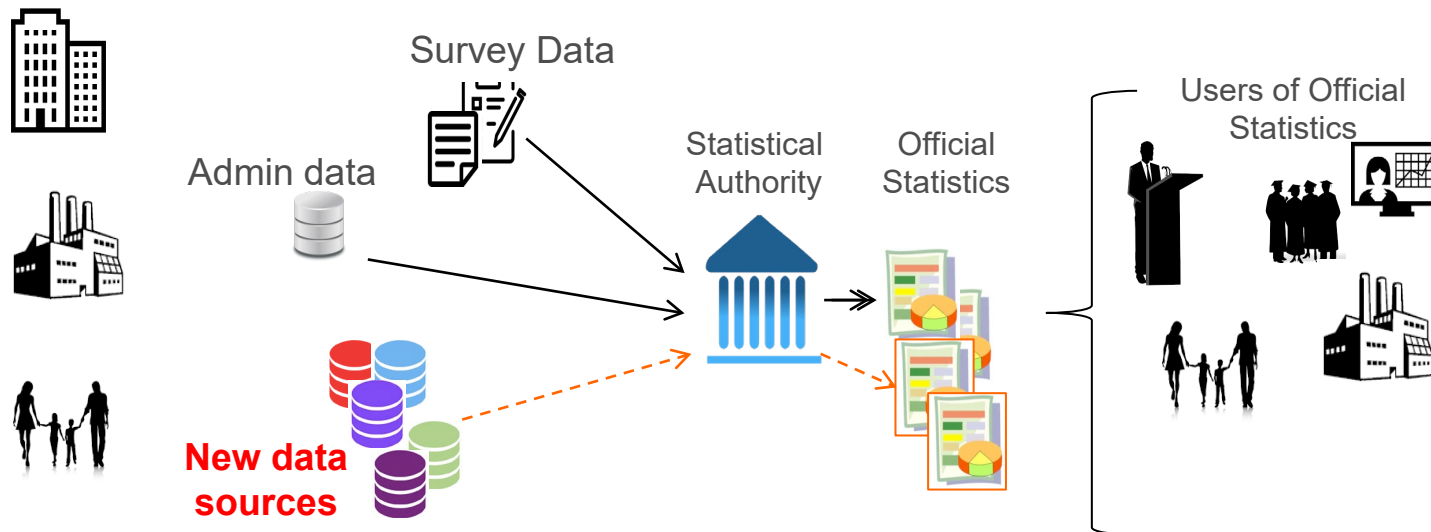 Survey Data
Admin data
New data
sources
Statistical
Authority
Official
Statistics
Users of Official
Statistics